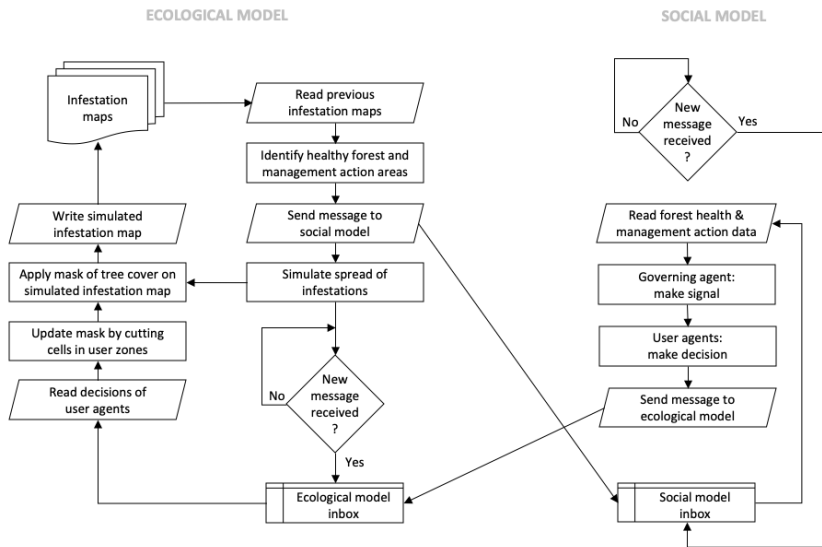 ECOLOGICAL MODEL
SOCIAL MODEL
Infestation
maps
Read previous
infestation maps
Identify healthy forest and
management action areas
Send message to
social model
Simulate spread of
infestations
New
message
received
?
No
Yes
Ecological model
inbox
Write simulated
infestation map
Apply mask of tree cover on
simulated infestation map
Update mask by cutting
cells in user zones
Read decisions of
user agents
New
message
received
?
No
Yes
Read forest health &
management action data
Governing agent:
make signal
User agents:
make decision
Send message to
ecological model
Social model
inbox